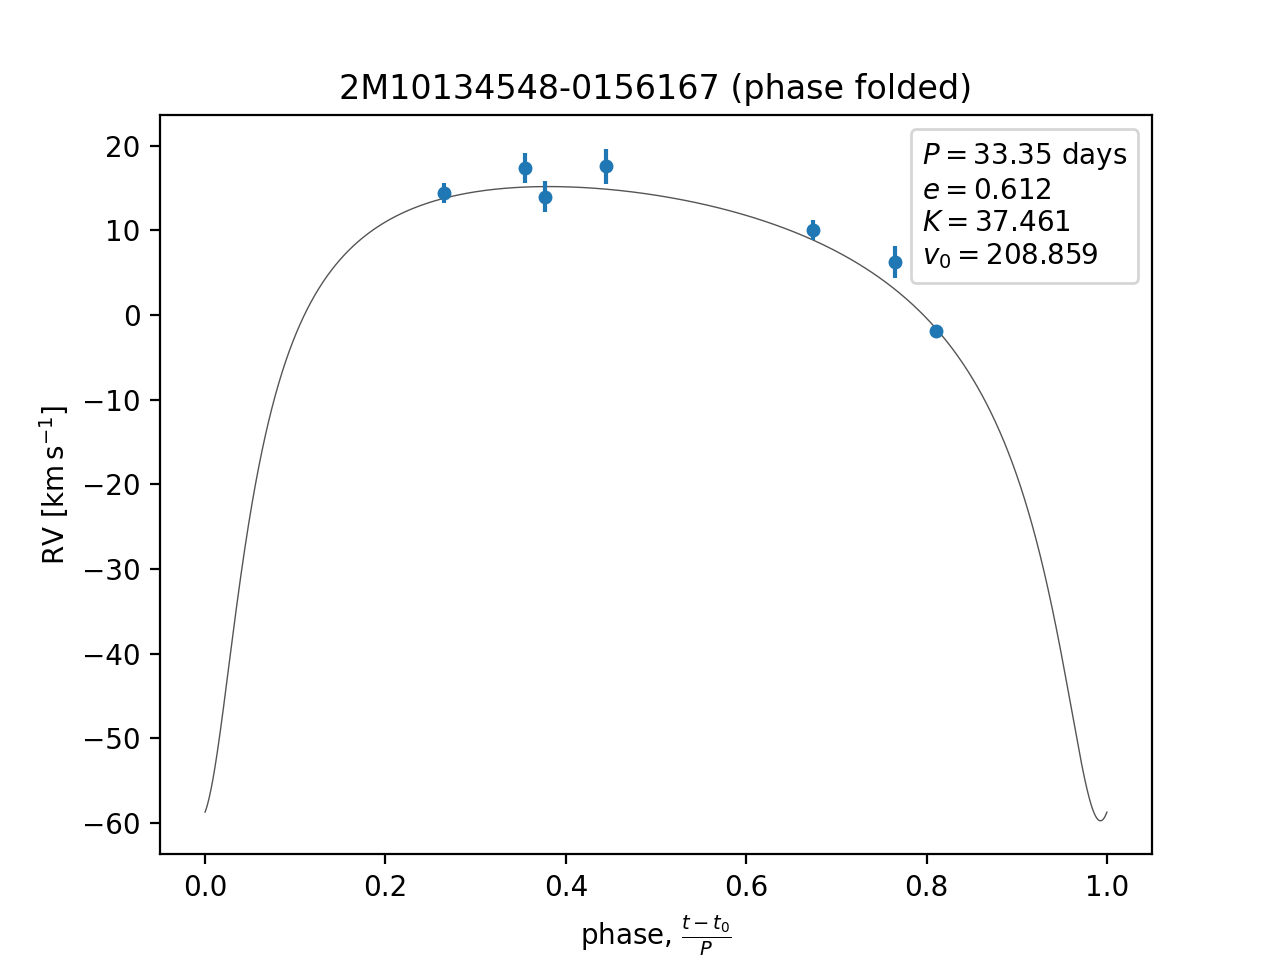 2M10134548-0156167 (phase folded)
P = 33.35 days
e = 0.612
K = 37.461
v₀ = 208.859
RV [km s⁻¹]
20
10
0
−10
−20
−30
−40
−50
−60
0.0 0.2 0.4 0.6 0.8 1.0
phase, (t − t₀)/P